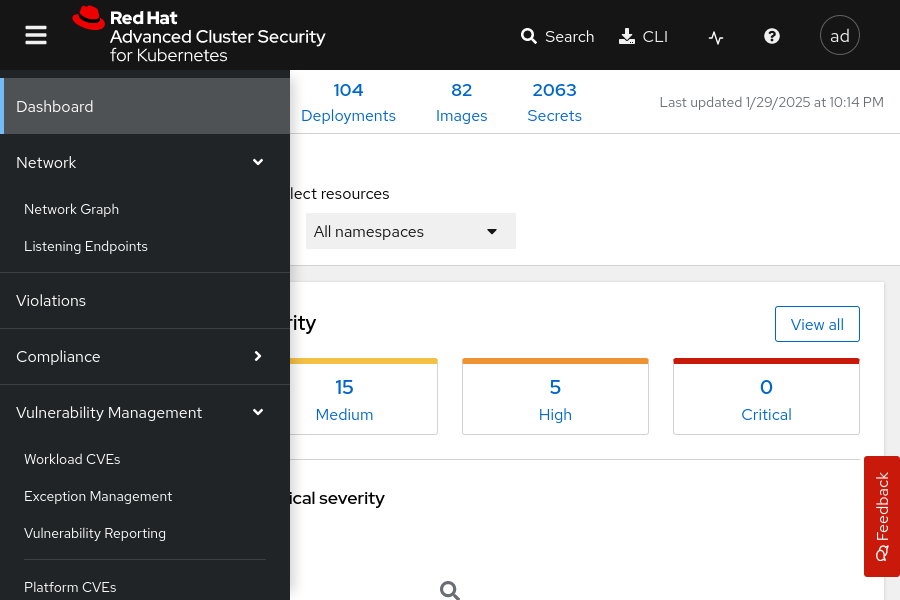 Red Hat
Advanced Cluster Security
for Kubernetes
Search
CLI
ad
Dashboard
Network
Network Graph
Listening Endpoints
Violations
Compliance
Vulnerability Management
Workload CVEs
Exception Management
Vulnerability Reporting
Platform CVEs
104
Deployments
82
Images
2063
Secrets
Last updated 1/29/2025 at 10:14 PM
lect resources
All namespaces
rity
View all
15
Medium
5
High
0
Critical
ical severity
Feedback